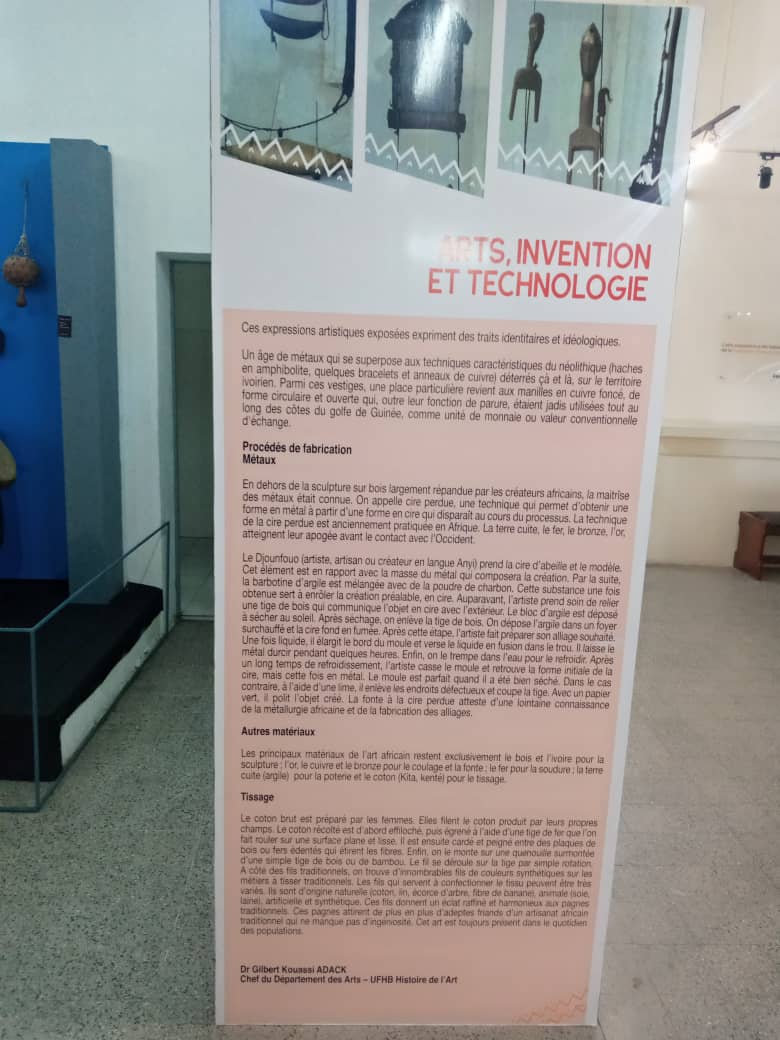 ARTS, INVENTION
ET TECHNOLOGIE
Ces expressions artistiques exposées expriment des traits identitaires et idéologiques.
Un âge de métaux qui se superpose aux techniques caractéristiques du néolithique (haches
en amphibolite, quelques bracelets et anneaux de cuivre) déterrés çà et là, sur le territoire
ivoirien. Parmi ces vestiges, une place particulière revient aux manilles en cuivre foncé, de
forme circulaire et ouverte qui, outre leur fonction de parure, étaient jadis utilisées tout au
long des côtes du golfe de Guinée, comme unité de monnaie ou valeur conventionnelle
d'échange.
Procédés de fabrication
Métaux
En dehors de la sculpture sur bois largement répandue par les créateurs africains, la maitrîse
des métaux était connue. On appelle cire perdue, une technique qui permet d'obtenir une
forme en métal à partir d'une forme en cire qui disparaît au cours du processus. La technique
de la cire perdue est anciennement pratiquée en Afrique. La terre cuite, le fer, le bronze, l'or,
atteignent leur apogée avant le contact avec l'Occident.
Le Djounfouo (artiste, artisan ou créateur en langue Anyi) prend la cire d'abeille et le modèle.
Cet élément est en rapport avec la masse du métal qui composera la création. Par la suite,
la barbotine d'argile est mélangée avec de la poudre de charbon. Cette substance une fois
obtenue sert à enrôler la création préalable, en cire. Auparavant, l'artiste prend soin de relier
une tige de bois qui communique l'objet en cire avec l'extérieur. Le bloc d'argile est déposé
à sécher au soleil. Après séchage, on enlève la tige de bois. On dépose l'argile dans un foyer
surchauffé et la cire fond en fumée. Après cette étape, l'artiste fait préparer son alliage souhaité.
Une fois liquide, il élargit le bord du moule et verse le liquide en fusion dans le trou. Il laisse le
métal durcir pendant quelques heures. Enfin, on le trempe dans l'eau pour le refroidir. Après
un long temps de refroidissement, l'artiste casse le moule et retrouve la forme initiale de la
cire, mais cette fois en métal. Le moule est parfait quand il a été bien séché. Dans le cas
contraire, à l'aide d'une lime, il enlève les endroits défectueux et coupe la tige. Avec un papier
vert, il polit l'objet créé. La fonte à la cire perdue atteste d'une lointaine connaissance
de la métallurgie africaine et de la fabrication des alliages.
Autres matériaux
Les principaux matériaux de l'art africain restent exclusivement le bois et l'ivoire pour la
sculpture ; l'or, le cuivre et le bronze pour le coulage et la fonte ; le fer pour la soudure ; la terre
cuite (argile) pour la poterie et le coton (Kita, kenté) pour le tissage.
Tissage
Le coton brut est préparé par les femmes. Elles filent le coton produit par leurs propres
champs. Le coton récolté est d'abord effiloché, puis égrené à l'aide d'une tige de fer que l'on
fait rouler sur une surface plane et lisse. Il est ensuite cardé et peigné entre des plaques de
bois ou fers édentés qui étirent les fibres. Enfin, on le monte sur une quenouille surmontée
d'une simple tige de bois ou de bambou. Le fil se déroule sur la tige par simple rotation.
A côté des fils traditionnels, on trouve d'innombrables fils de couleurs synthétiques sur les
métiers à tisser traditionnels. Les fils qui servent à confectionner le tissu peuvent être très
variés. Ils sont d'origine naturelle (coton, lin, écorce d'arbre, fibre de banane), animale (soie,
laine), artificielle et synthétique. Ces fils donnent un éclat raffiné et harmonieux aux pagnes
traditionnels. Ces pagnes attirent de plus en plus d'adeptes friands d'un artisanat africain
traditionnel qui ne manque pas d'ingéniosité. Cet art est toujours présent dans le quotidien
des populations.
Dr Gilbert Kouassi ADACK
Chef du Département des Arts – UFHB Histoire de l'Art